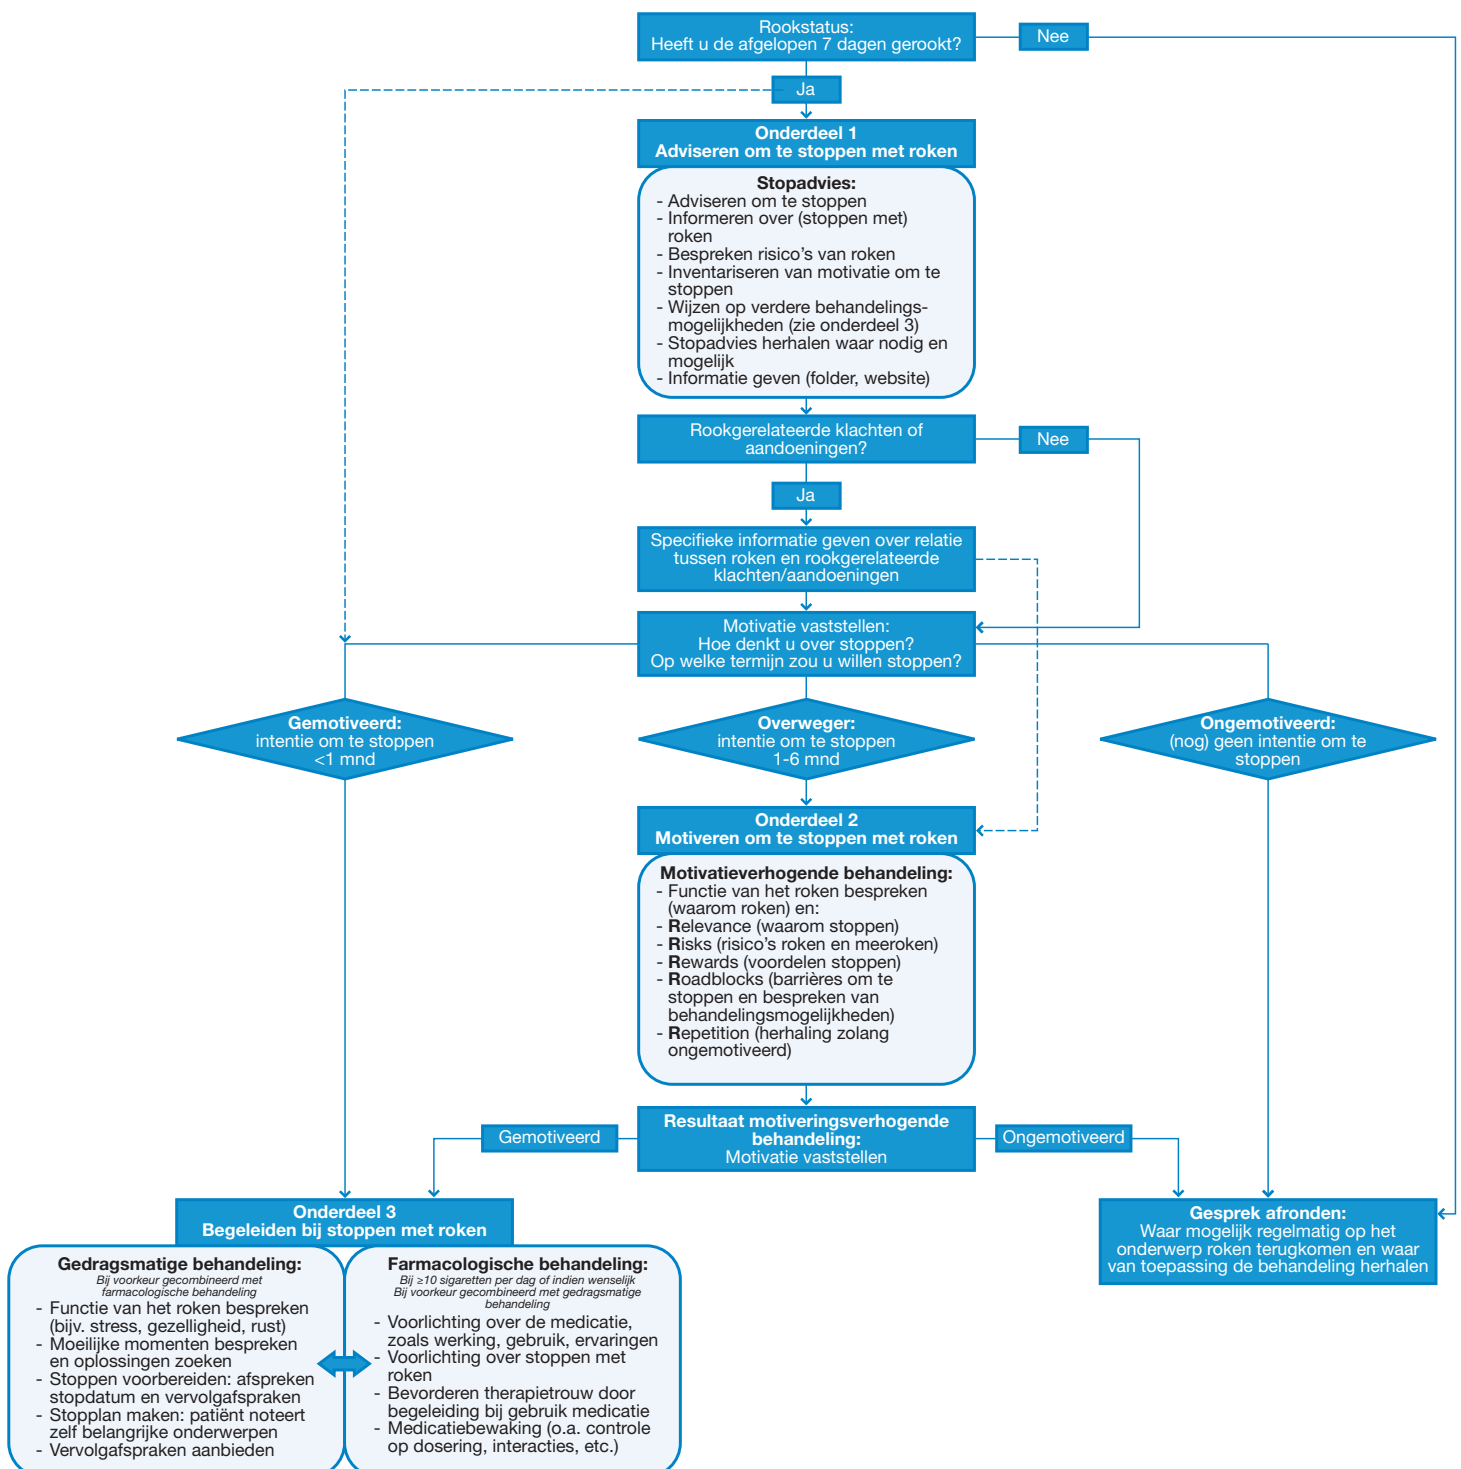 Rookstatus:
Heeft u de afgelopen 7 dagen gerookt?
Nee
Ja
Onderdeel 1
Adviseren om te stoppen met roken
Stopadvies:
- Adviseren om te stoppen
- Informeren over (stoppen met)
roken
- Bespreken risico's van roken
- Inventariseren van motivatie om te
stoppen
- Wijzen op verdere behandelings-
mogelijkheden (zie onderdeel 3)
- Stopadvies herhalen waar nodig en
mogelijk
- Informatie geven (folder, website)
Rookgerelateerde klachten of
aandoeningen?
Nee
Ja
Specifieke informatie geven over relatie
tussen roken en rookgerelateerde
klachten/aandoeningen
Motivatie vaststellen:
Hoe denkt u over stoppen?
Op welke termijn zou u willen stoppen?
Gemotiveerd:
intentie om te stoppen
<1 mnd
Overweger:
intentie om te stoppen
1-6 mnd
Ongemotiveerd:
(nog) geen intentie om te
stoppen
Onderdeel 2
Motiveren om te stoppen met roken
Motivatieverhogende behandeling:
- Functie van het roken bespreken
(waarom roken) en:
- Relevance (waarom stoppen)
- Risks (risico's roken en meeroken)
- Rewards (voordelen stoppen)
- Roadblocks (barrières om te
stoppen en bespreken van
behandelingsmogelijkheden)
- Repetition (herhaling zolang
ongemotiveerd)
Resultaat motiveringsverhogende
behandeling:
Motivatie vaststellen
Gemotiveerd
Ongemotiveerd
Onderdeel 3
Begeleiden bij stoppen met roken
Gedragsmatige behandeling:
Bij voorkeur gecombineerd met
farmacologische behandeling
- Functie van het roken bespreken
(bijv. stress, gezelligheid, rust)
- Moeilijke momenten bespreken
en oplossingen zoeken
- Stoppen voorbereiden: afspreken
stopdatum en vervolgafspraken
- Stopplan maken: patiënt noteert
zelf belangrijke onderwerpen
- Vervolgafspraken aanbieden
Farmacologische behandeling:
Bij ≥10 sigaretten per dag of indien wenselijk
Bij voorkeur gecombineerd met gedragsmatige
behandeling
- Voorlichting over de medicatie,
zoals werking, gebruik, ervaringen
- Voorlichting over stoppen met
roken
- Bevorderen therapietrouw door
begeleiding bij gebruik medicatie
- Medicatiebewaking (o.a. controle
op dosering, interacties, etc.)
Gesprek afronden:
Waar mogelijk regelmatig op het
onderwerp roken terugkomen en waar
van toepassing de behandeling herhalen